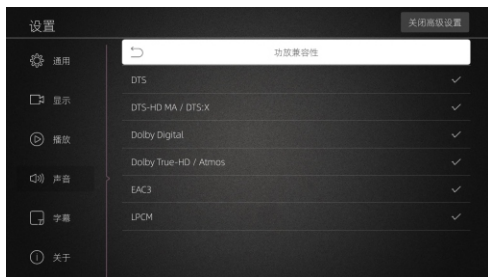 设置
关闭高级设置
通用
显示
播放
声音
字幕
关于
功放兼容性
DTS
DTS-HD MA / DTS:X
Dolby Digital
Dolby True-HD / Atmos
EAC3
LPCM